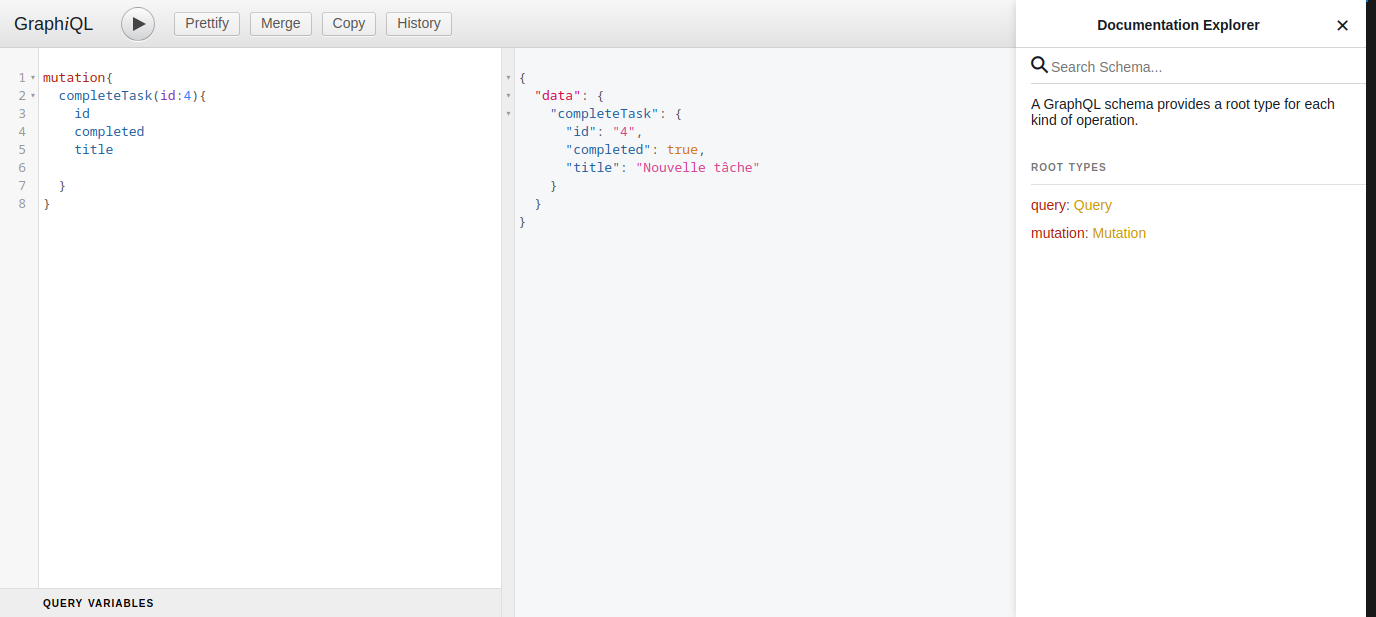 GraphiQL Prettify Merge Copy History
1 mutation{
2 completeTask(id:4){
3 id
4 completed
5 title
6
7 }
8 }
QUERY VARIABLES
{
"data": {
"completeTask": {
"id": "4",
"completed": true,
"title": "Nouvelle tâche"
}
}
}
Documentation Explorer ✕
Search Schema...
A GraphQL schema provides a root type for each
kind of operation.
ROOT TYPES
query: Query
mutation: Mutation